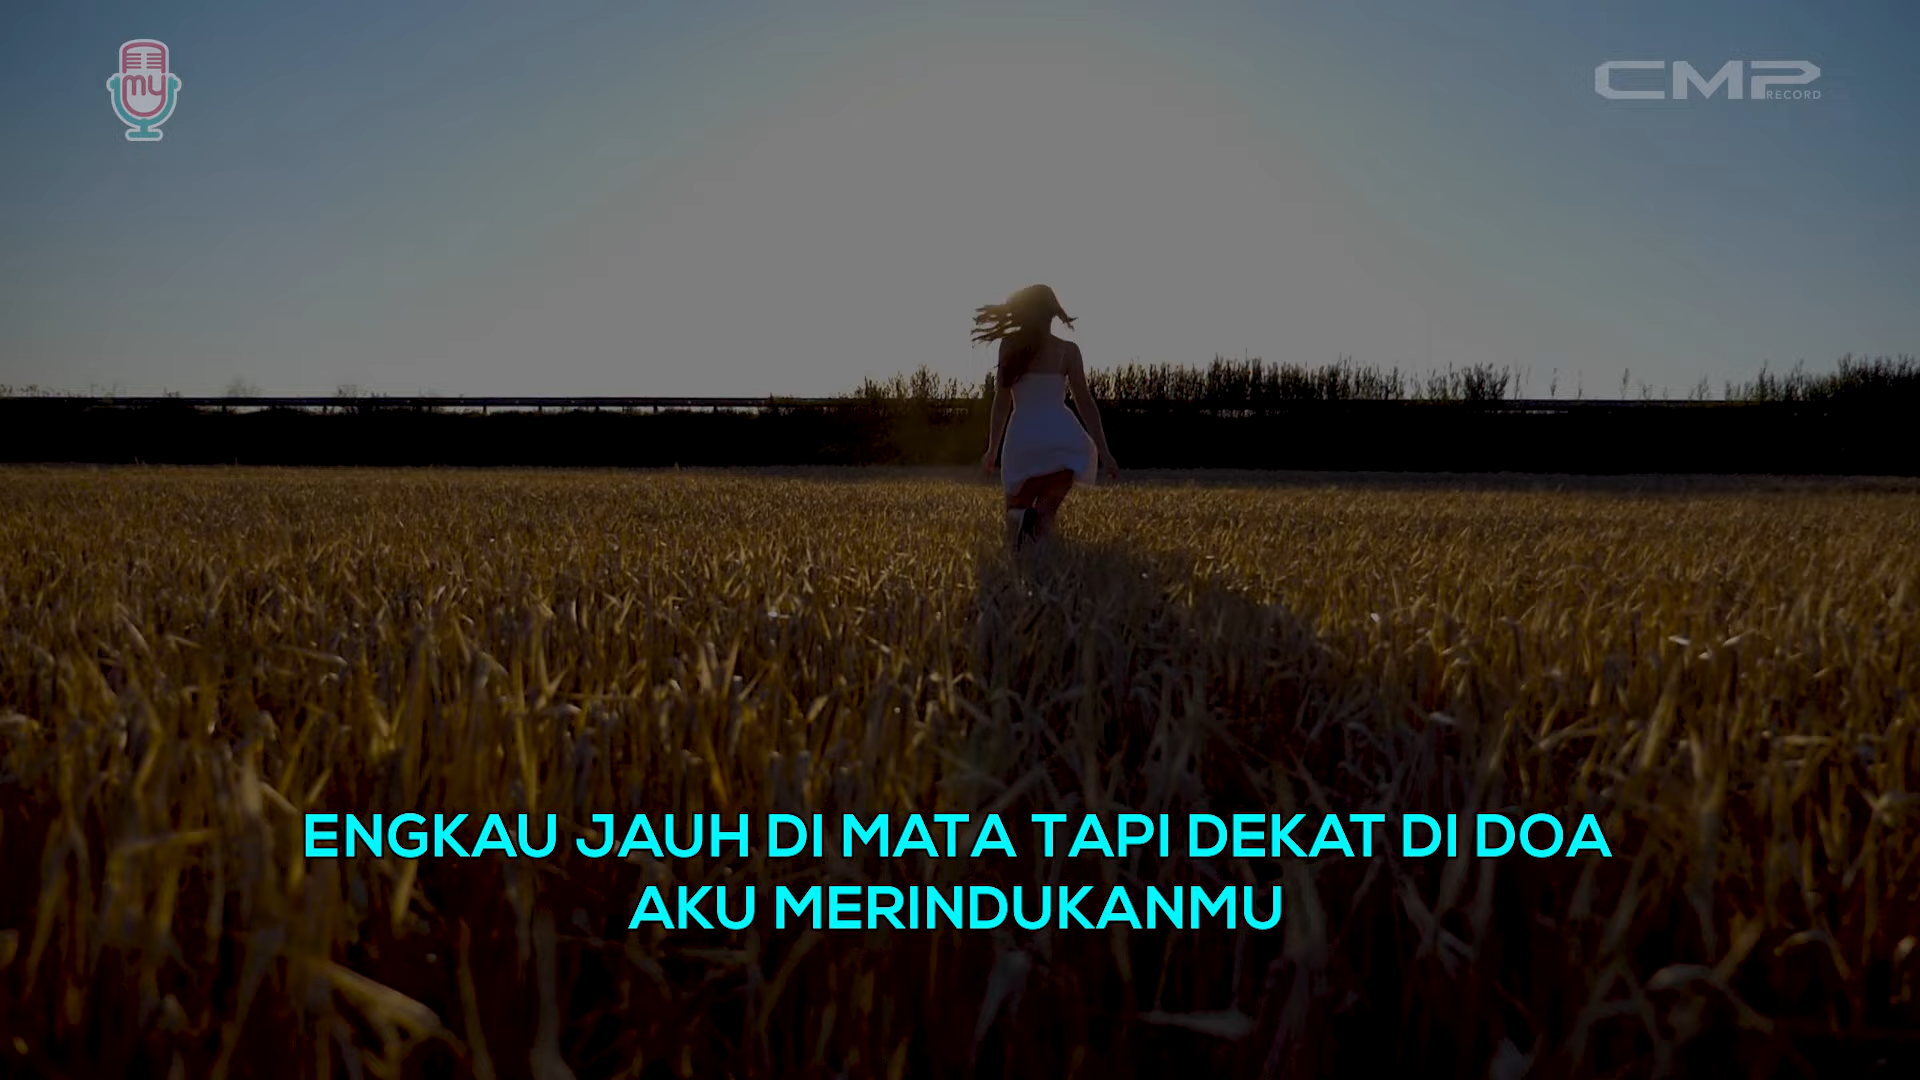 my
CMP
RECORD
ENGKAU JAUH DI MATA TAPI DEKAT DI DOA
AKU MERINDUKANMU